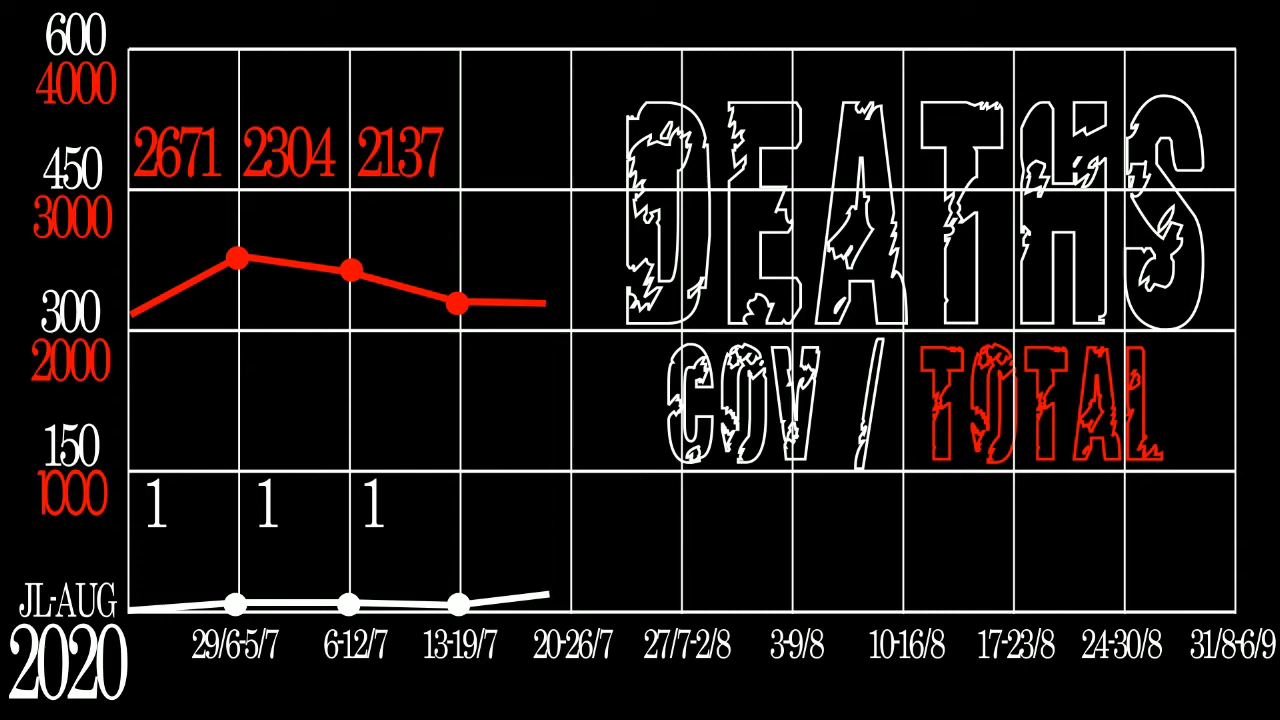 600
4000
DEATHS
2671 2304 2137
450
3000
300
2000
COV / TOTAL
150
1000
1 1 1
JL-AUG
2020
29/6-5/7 6-12/7 13-19/7 20-26/7 27/7-2/8 3-9/8 10-16/8 17-23/8 24-30/8 31/8-6/9